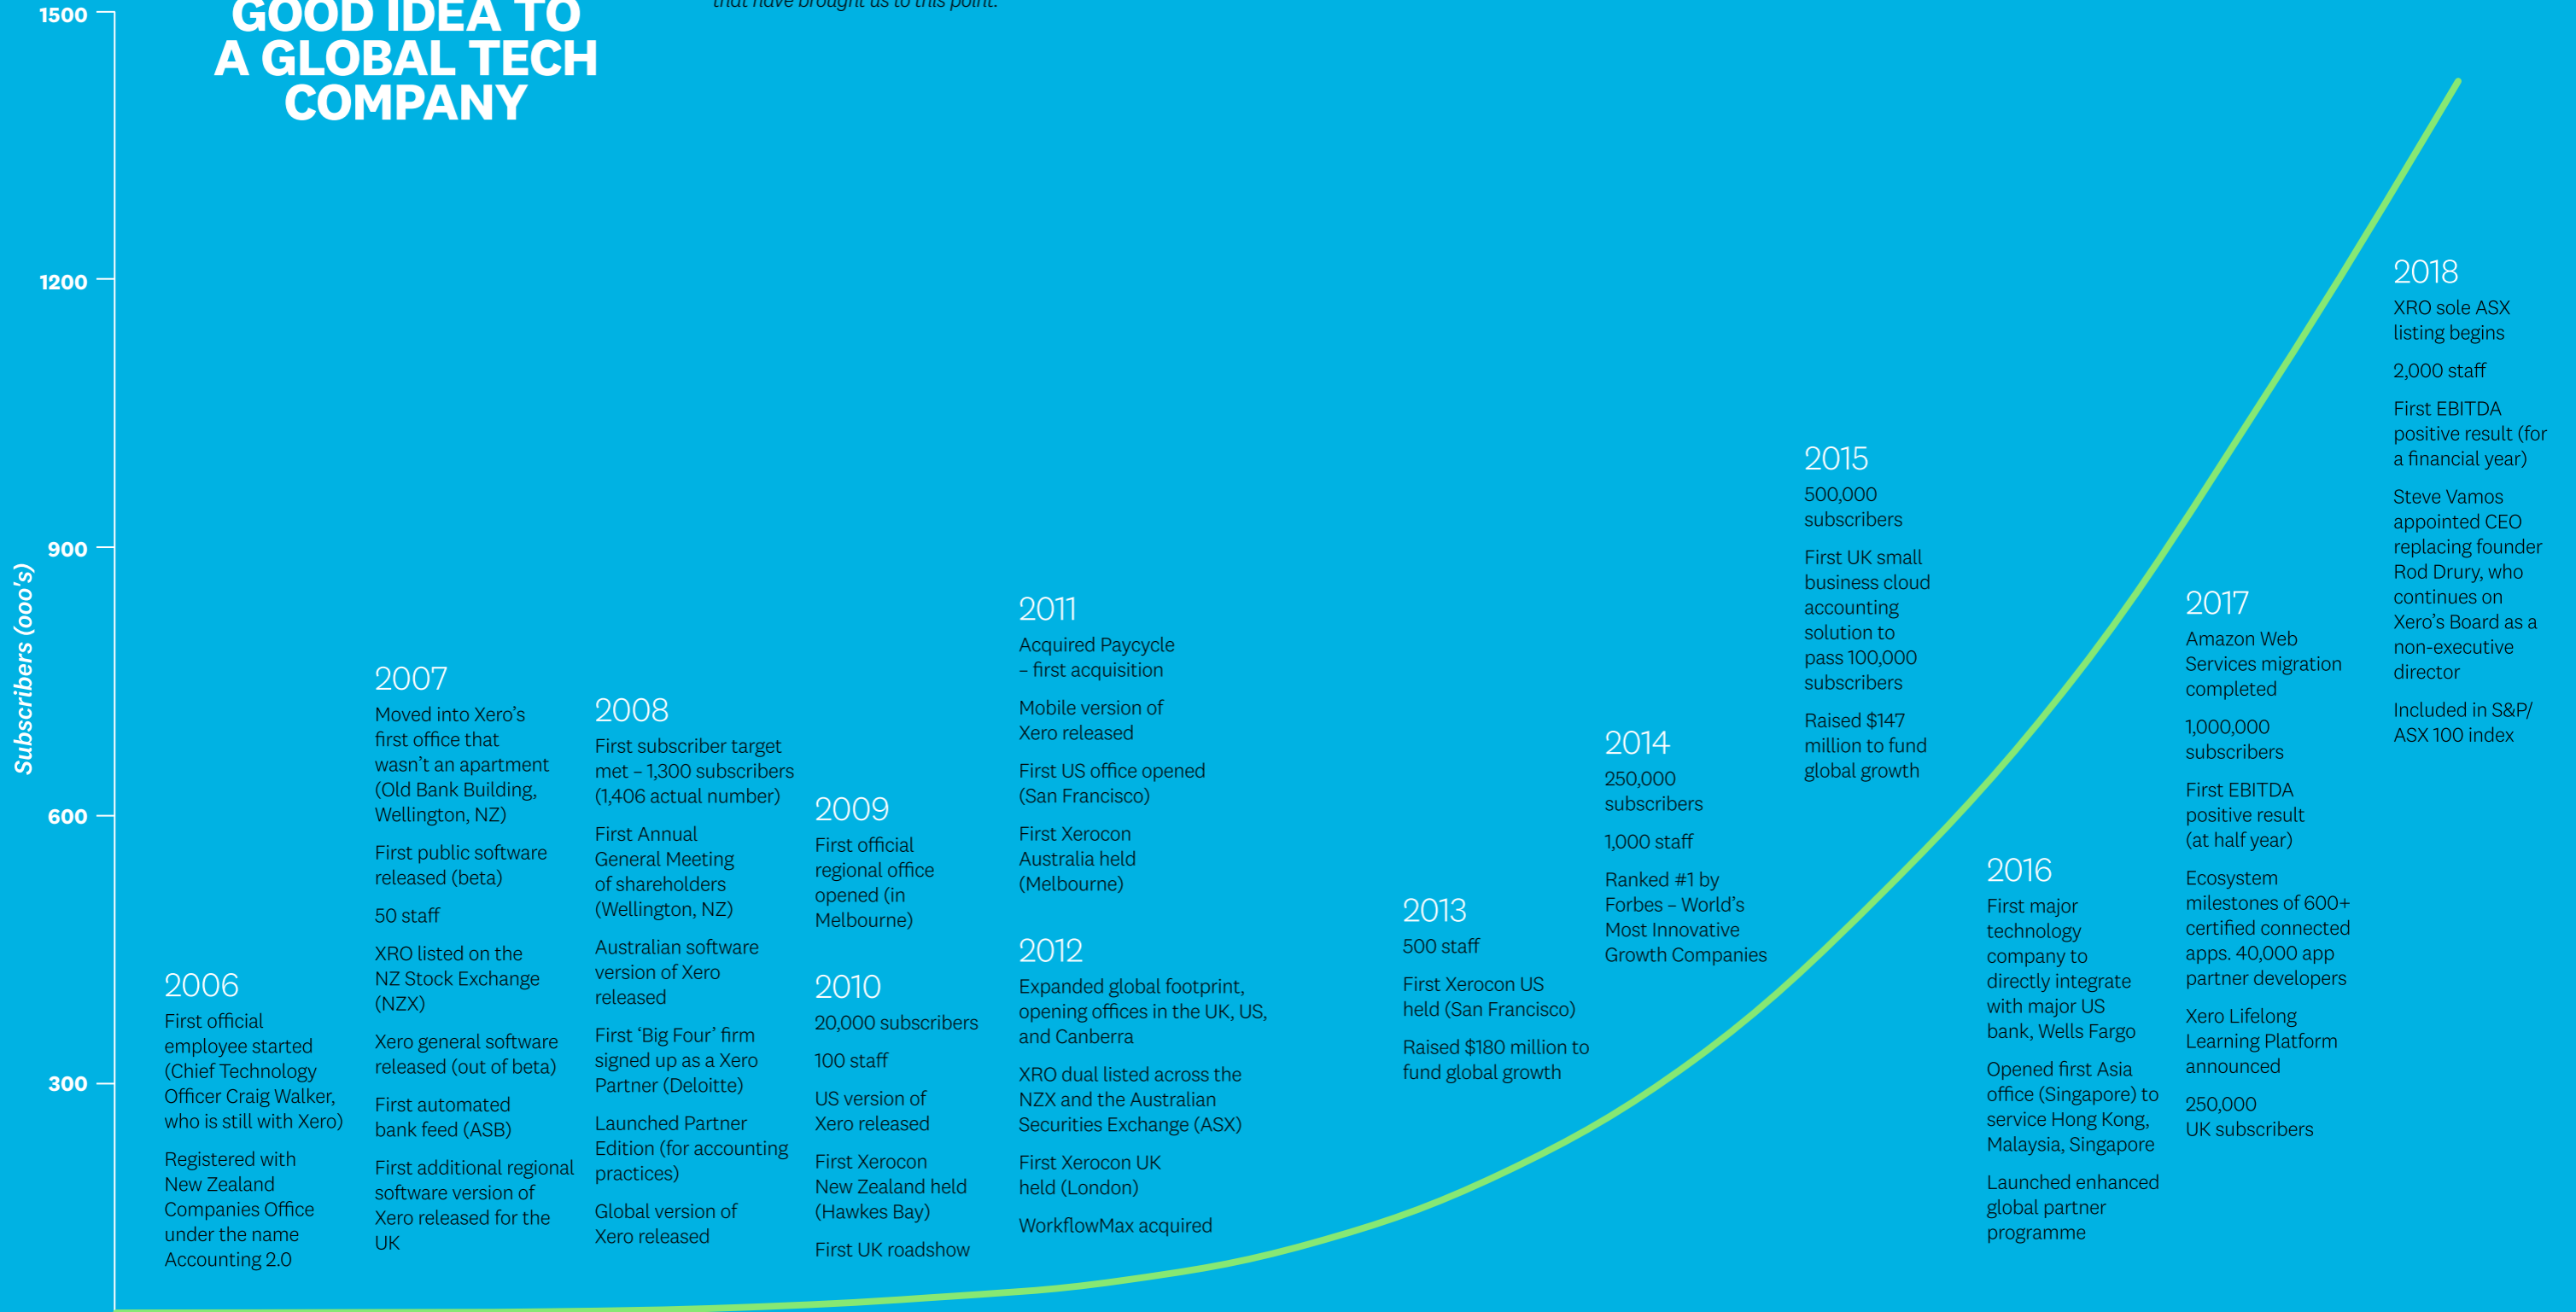 GOOD IDEA TO
A GLOBAL TECH
COMPANY
that have brought us to this point.
1500
1200
900
600
300
Subscribers (000's)
2006
First official
employee started
(Chief Technology
Officer Craig Walker,
who is still with Xero)
Registered with
New Zealand
Companies Office
under the name
Accounting 2.0
2007
Moved into Xero’s
first office that
wasn’t an apartment
(Old Bank Building,
Wellington, NZ)
First public software
released (beta)
50 staff
XRO listed on the
NZ Stock Exchange
(NZX)
Xero general software
released (out of beta)
First automated
bank feed (ASB)
First additional regional
software version of
Xero released for the
UK
2008
First subscriber target
met – 1,300 subscribers
(1,406 actual number)
First Annual
General Meeting
of shareholders
(Wellington, NZ)
Australian software
version of Xero
released
First ‘Big Four’ firm
signed up as a Xero
Partner (Deloitte)
Launched Partner
Edition (for accounting
practices)
Global version of
Xero released
2009
First official
regional office
opened (in
Melbourne)
2010
20,000 subscribers
100 staff
US version of
Xero released
First Xerocon
New Zealand held
(Hawkes Bay)
First UK roadshow
2011
Acquired Paycycle
– first acquisition
Mobile version of
Xero released
First US office opened
(San Francisco)
First Xerocon
Australia held
(Melbourne)
2012
Expanded global footprint,
opening offices in the UK, US,
and Canberra
XRO dual listed across the
NZX and the Australian
Securities Exchange (ASX)
First Xerocon UK
held (London)
WorkflowMax acquired
2013
500 staff
First Xerocon US
held (San Francisco)
Raised $180 million to
fund global growth
2014
250,000
subscribers
1,000 staff
Ranked #1 by
Forbes – World’s
Most Innovative
Growth Companies
2015
500,000
subscribers
First UK small
business cloud
accounting
solution to
pass 100,000
subscribers
Raised $147
million to fund
global growth
2016
First major
technology
company to
directly integrate
with major US
bank, Wells Fargo
Opened first Asia
office (Singapore) to
service Hong Kong,
Malaysia, Singapore
Launched enhanced
global partner
programme
2017
Amazon Web
Services migration
completed
1,000,000
subscribers
First EBITDA
positive result
(at half year)
Ecosystem
milestones of 600+
certified connected
apps. 40,000 app
partner developers
Xero Lifelong
Learning Platform
announced
250,000
UK subscribers
2018
XRO sole ASX
listing begins
2,000 staff
First EBITDA
positive result (for
a financial year)
Steve Vamos
appointed CEO
replacing founder
Rod Drury, who
continues on
Xero’s Board as a
non-executive
director
Included in S&P/
ASX 100 index